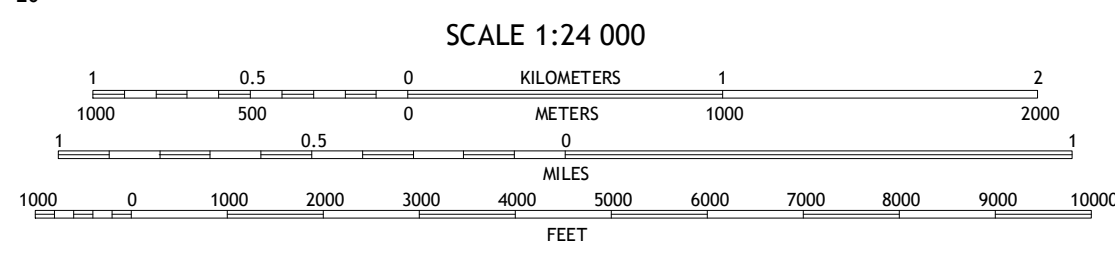 SCALE 1:24 000
1 0.5 0 KILOMETERS 1 2
1000 500 0 METERS 1000 2000
1 0.5 0 1
MILES
1000 0 1000 2000 3000 4000 5000 6000 7000 8000 9000 10000
FEET